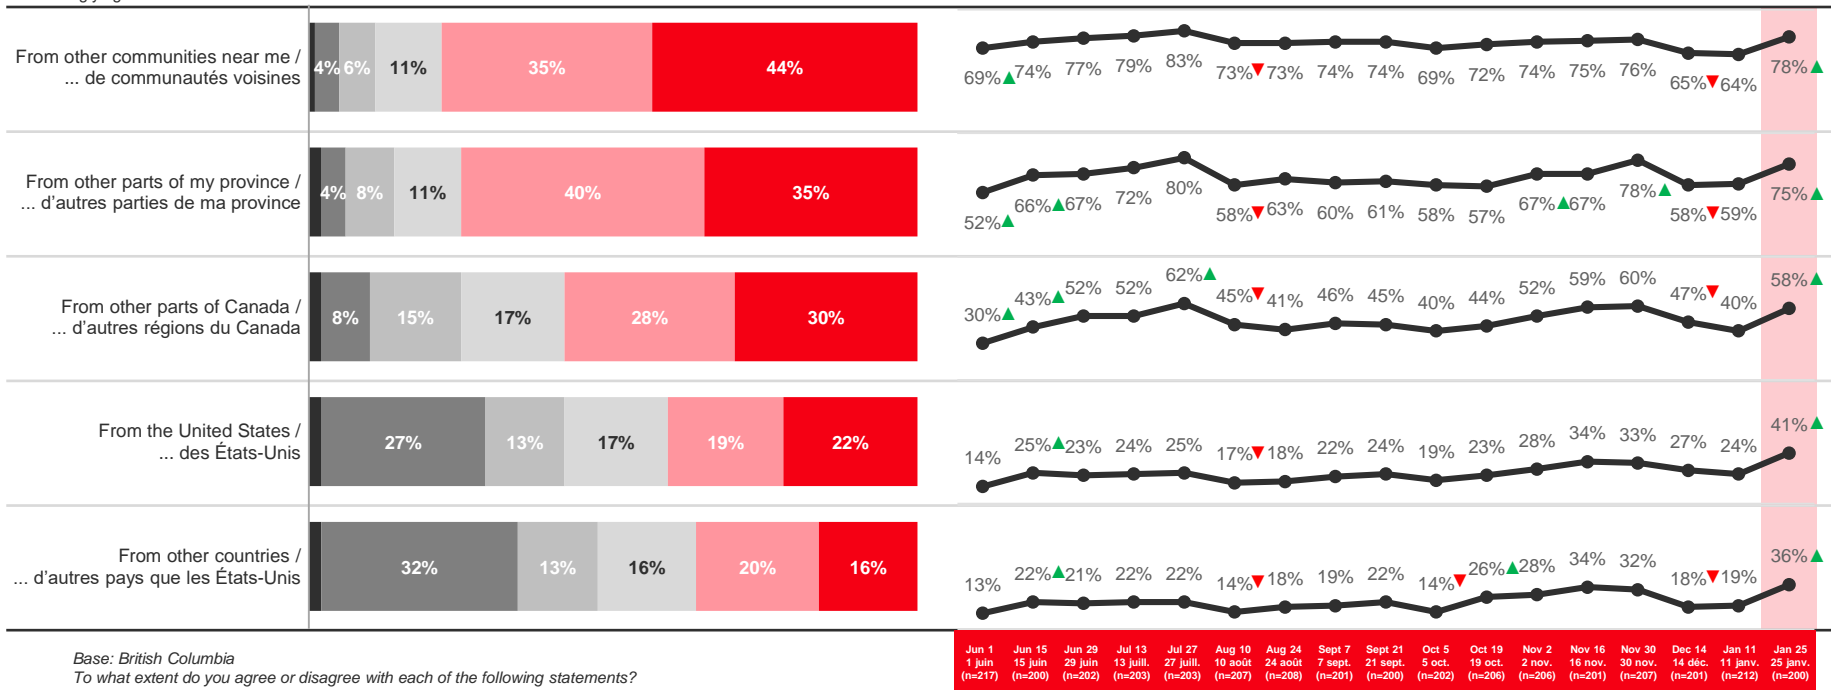 From other communities near me /
... de communautés voisines
4% 6% 11% 35% 44%
69% 74% 77% 79% 83% 73% 73% 74% 74% 69% 72% 74% 75% 76% 65% 64% 78%
From other parts of my province /
... d'autres parties de ma province
4% 8% 11% 40% 35%
52% 66% 67% 72% 80% 58% 63% 60% 61% 58% 57% 67% 67% 78% 58% 59% 75%
From other parts of Canada /
... d'autres régions du Canada
8% 15% 17% 28% 30%
30% 43% 52% 52% 62% 45% 41% 46% 45% 40% 44% 52% 59% 60% 47% 40% 58%
From the United States /
... des États-Unis
27% 13% 17% 19% 22%
14% 25% 23% 24% 25% 17% 18% 22% 24% 19% 23% 28% 34% 33% 27% 24% 41%
From other countries /
... d'autres pays que les États-Unis
32% 13% 16% 20% 16%
13% 22% 21% 22% 22% 14% 18% 19% 22% 14% 26% 28% 34% 32% 18% 19% 36%
Jun 1 Jun 15 Jun 29 Jul 13 Jul 27 Aug 10 Aug 24 Sept 7 Sept 21 Oct 5 Oct 19 Nov 2 Nov 16 Nov 30 Dec 14 Jan 11 Jan 25
1 juin 15 juin 29 juin 13 juill. 27 juill. 10 août 24 août 7 sept. 21 sept. 5 oct. 19 oct. 2 nov. 16 nov. 30 nov. 14 déc. 11 janv. 25 janv.
(n=217) (n=200) (n=202) (n=203) (n=203) (n=207) (n=208) (n=201) (n=200) (n=202) (n=206) (n=206) (n=201) (n=207) (n=201) (n=212) (n=200)
Base: British Columbia
To what extent do you agree or disagree with each of the following statements?